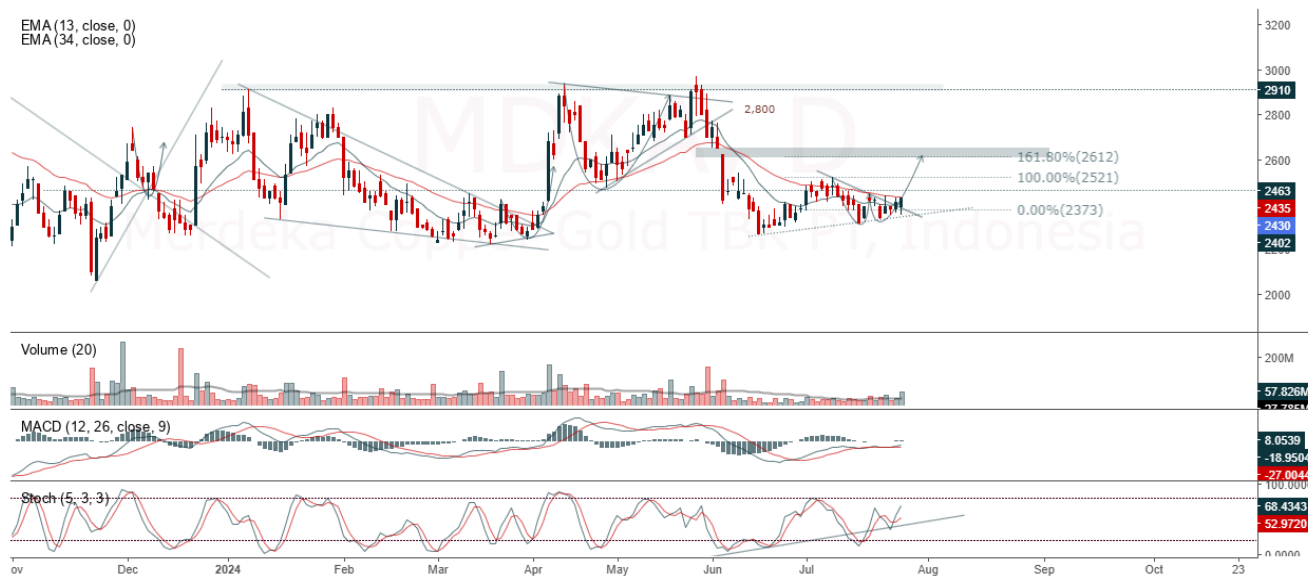 EMA (13, close, 0)
EMA (34, close, 0)
3200
3000
2910
2800
2,800
2600
161.80%(2612)
100.00%(2521)
2463
2435
0.00%(2373)
2430
2402
2000
Volume (20)
200M
57.826M
MACD (12, 26, close, 9)
8.0539
-18.9504
-27.0044
Stoch (5, 3, 3)
100.0000
68.4343
52.9720
0.0000
Dec
2024
Feb
Mar
Apr
May
Jun
Jul
Aug
Sep
Oct
23